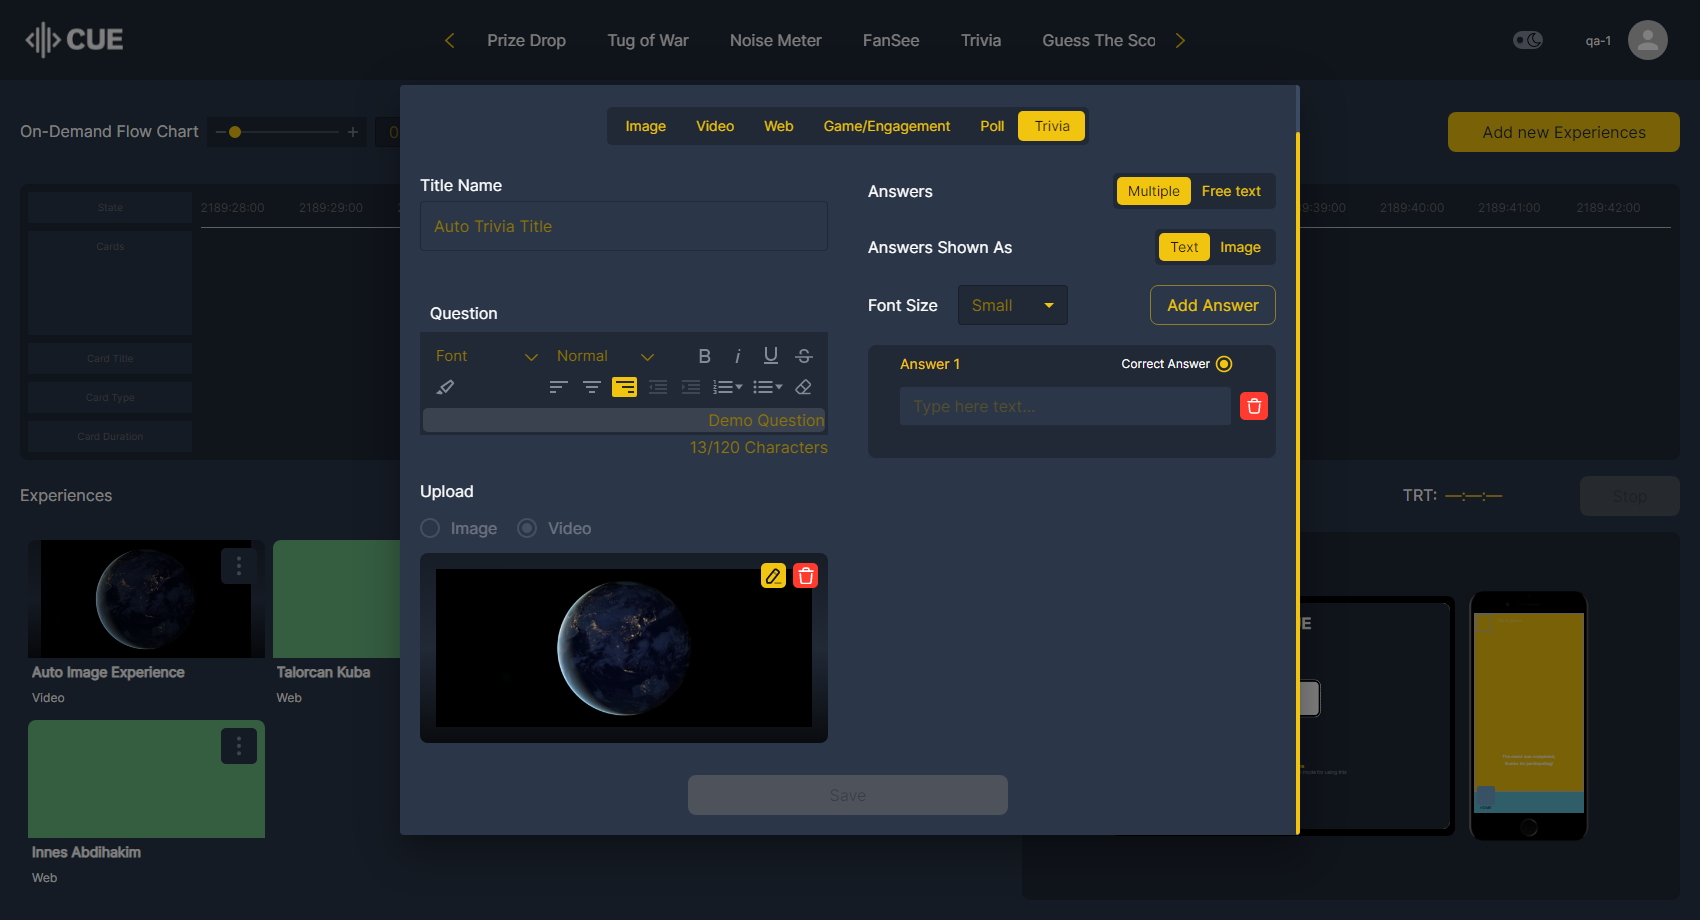 CUE
Prize Drop
Tug of War
Noise Meter
FanSee
Trivia
Guess The Sco
qa-1
On-Demand Flow Chart
0
Add new Experiences
Image
Video
Web
Game/Engagement
Poll
Trivia
Title Name
Auto Trivia Title
Answers
Multiple
Free text
Answers Shown As
Text
Image
Font Size
Small
Add Answer
Question
Font
Normal
Demo Question
13/120 Characters
Answer 1
Correct Answer
Type here text...
Upload
Image
Video
Save
State
2189:28:00
2189:29:00
9:39:00
2189:40:00
2189:41:00
2189:42:00
Cards
Card Title
Card Type
Card Duration
Experiences
TRT: —:—:—
Stop
Auto Image Experience
Video
Talorcan Kuba
Web
Innes Abdihakim
Web
UE